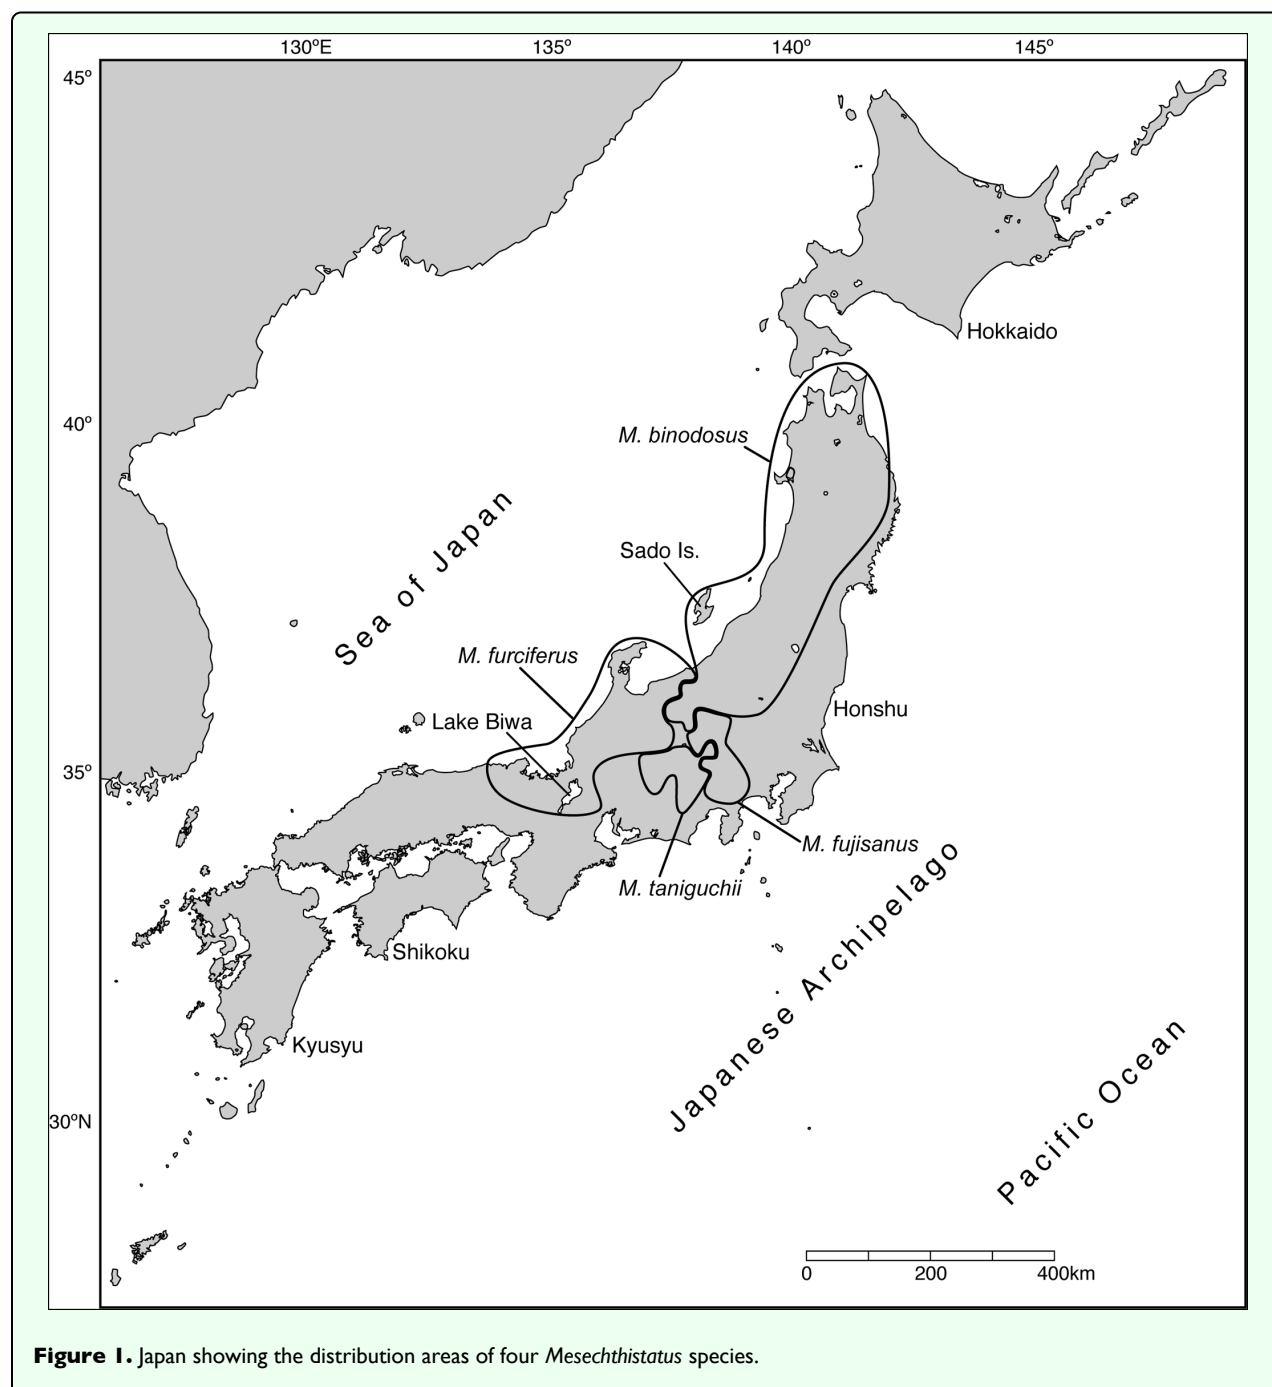 130ºE 135º 140º 145º
45º
Hokkaido
40º
M. binodosus
Sea of Japan
Sado Is.
M. furciferus
Lake Biwa
Honshu
35º
M. fujisanus
M. taniguchii
Shikoku
Japanese Archipelago
Kyusyu
Pacific Ocean
30ºN
0 200 400km
Figure 1. Japan showing the distribution areas of four Mesechthistatus species.